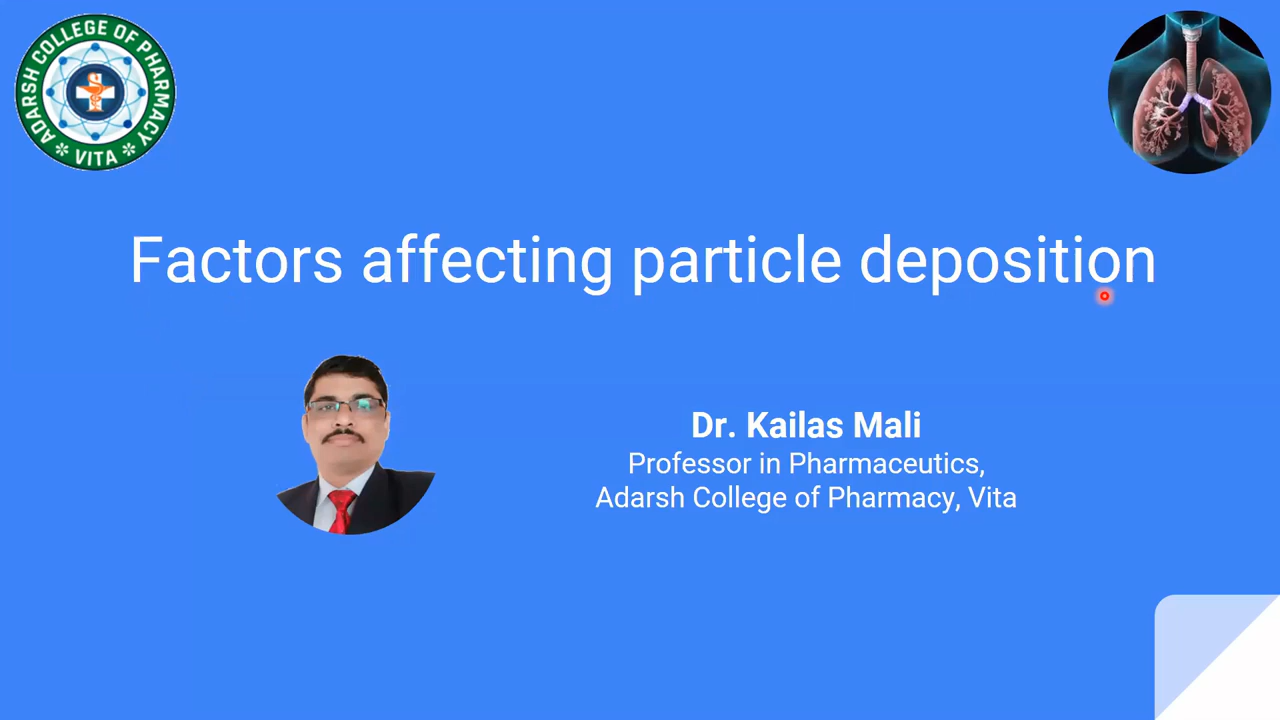 ADARSH COLLEGE OF PHARMACY
VITA
Factors affecting particle deposition
Dr. Kailas Mali
Professor in Pharmaceutics,
Adarsh College of Pharmacy, Vita